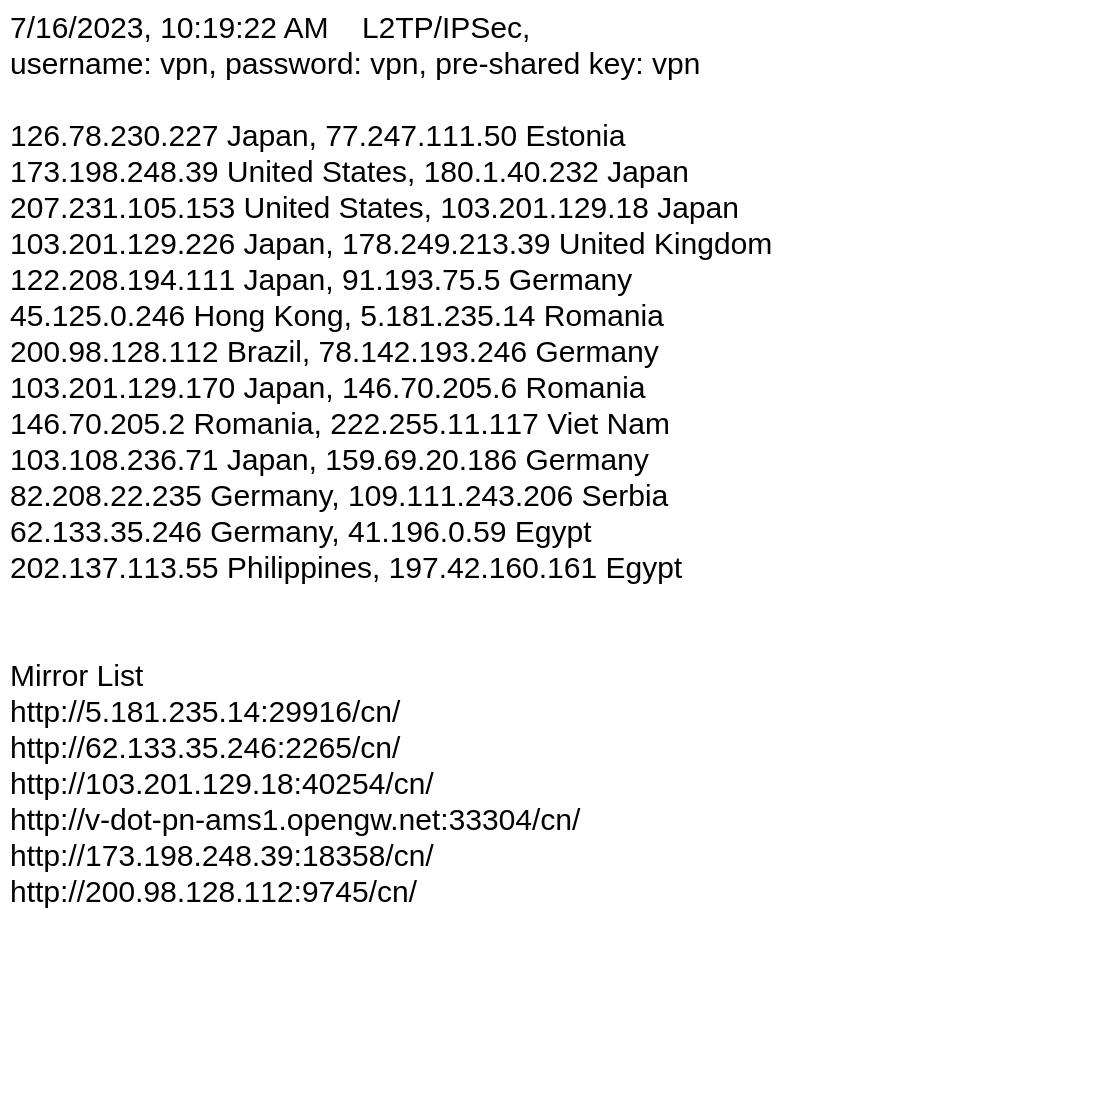 7/16/2023, 10:19:22 AM    L2TP/IPSec,
username: vpn, password: vpn, pre-shared key: vpn
126.78.230.227 Japan, 77.247.111.50 Estonia
173.198.248.39 United States, 180.1.40.232 Japan
207.231.105.153 United States, 103.201.129.18 Japan
103.201.129.226 Japan, 178.249.213.39 United Kingdom
122.208.194.111 Japan, 91.193.75.5 Germany
45.125.0.246 Hong Kong, 5.181.235.14 Romania
200.98.128.112 Brazil, 78.142.193.246 Germany
103.201.129.170 Japan, 146.70.205.6 Romania
146.70.205.2 Romania, 222.255.11.117 Viet Nam
103.108.236.71 Japan, 159.69.20.186 Germany
82.208.22.235 Germany, 109.111.243.206 Serbia
62.133.35.246 Germany, 41.196.0.59 Egypt
202.137.113.55 Philippines, 197.42.160.161 Egypt
Mirror List
http://5.181.235.14:29916/cn/
http://62.133.35.246:2265/cn/
http://103.201.129.18:40254/cn/
http://v-dot-pn-ams1.opengw.net:33304/cn/
http://173.198.248.39:18358/cn/
http://200.98.128.112:9745/cn/